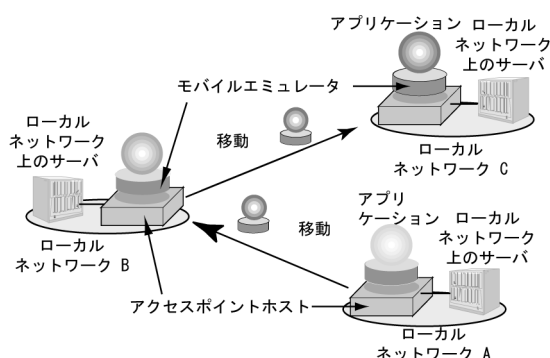 アプリケーション
ローカル
ネットワーク
上のサーバ
モバイルエミュレータ
移動
ローカル
ネットワーク C
ローカル
ネットワーク
上のサーバ
ローカル
ネットワーク B
移動
アプリ
ケーション
ローカル
ネットワーク
上のサーバ
アクセスポイントホスト
ローカル
ネットワーク A